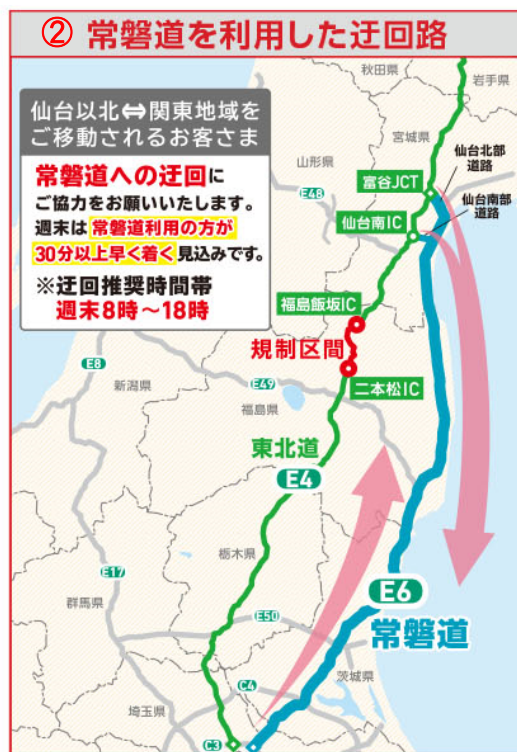 ② 常磐道を利用した迂回路
仙台以北⇔関東地域を
ご移動されるお客さま
常磐道への迂回に
ご協力をお願いいたします。
週末は常磐道利用の方が
30分以上早く着く見込みです。
※迂回推奨時間帯
週末8時～18時
秋田県
岩手県
宮城県
山形県
仙台北部
道路
富谷JCT
E48
仙台南部
道路
仙台南IC
福島飯坂IC
規制区間
E8
新潟県
E49
二本松IC
福島県
東北道
E4
栃木県
E17
群馬県
E6
常磐道
E50
茨城県
C4
埼玉県
C3